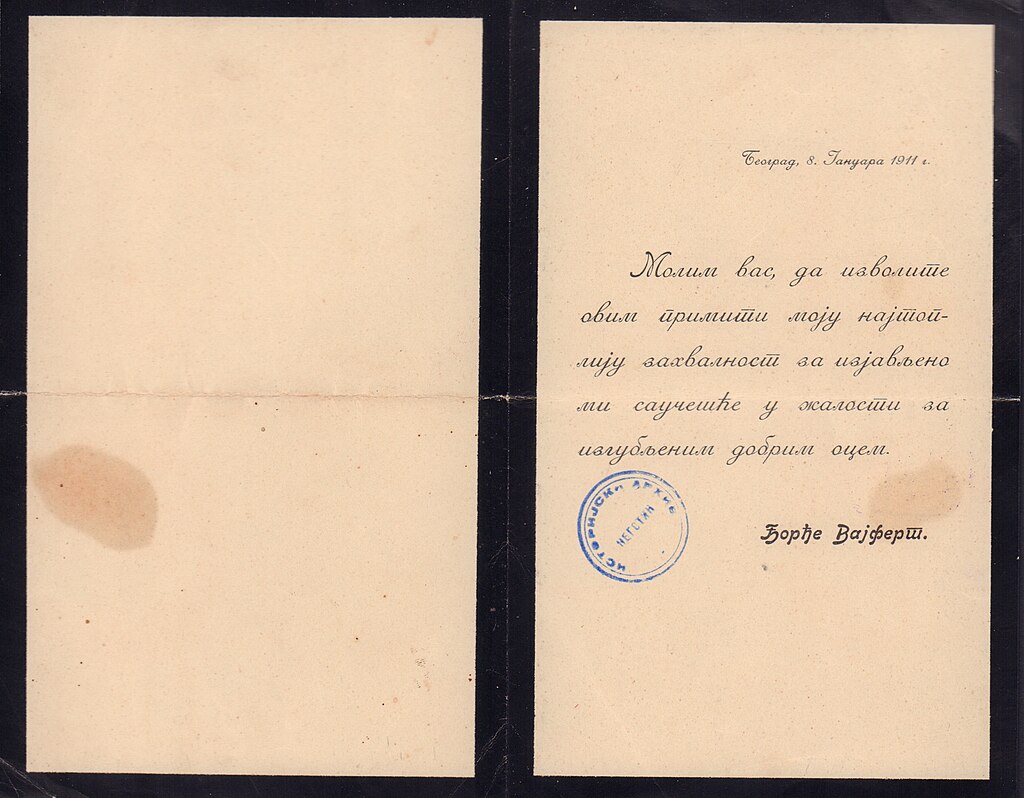 Београд, 8. Јануара 1911 г.
Молим вас, да изволите
овим примити моју најтоп-
лију захвалност за изјављено
ми саучешће у жалости за
изгубљеним добрим оцем.
Ђорђе Вајферт.
ИСТОРИЈСКИ АРХИВ
НЕГОТИН